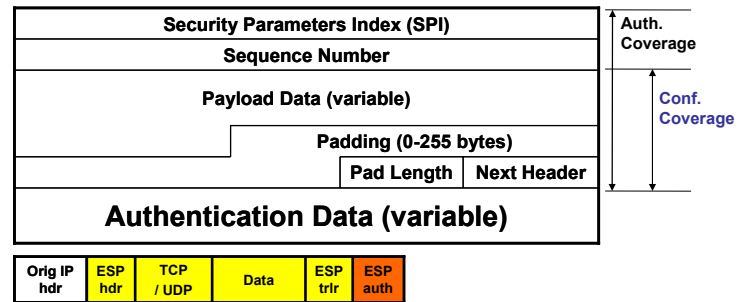 Security Parameters Index (SPI)
Auth.
Coverage
Sequence Number
Payload Data (variable)
Conf.
Coverage
Padding (0-255 bytes)
Pad Length
Next Header
Authentication Data (variable)
Orig IP
hdr
ESP
hdr
TCP
/ UDP
Data
ESP
trlr
ESP
auth